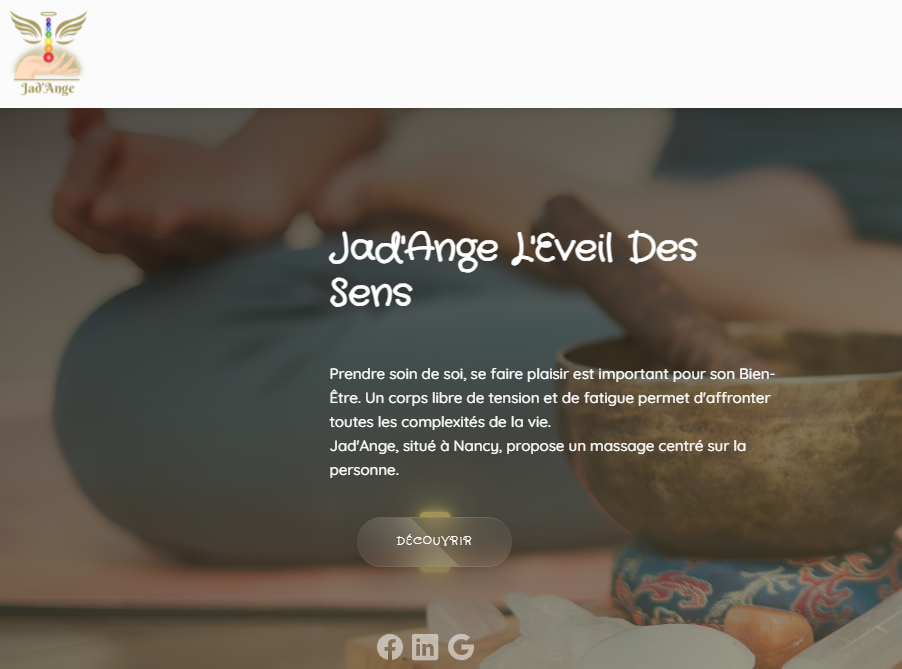 Jad'Ange
Jad'Ange L'Eveil Des
Sens
Prendre soin de soi, se faire plaisir est important pour son Bien-
Être. Un corps libre de tension et de fatigue permet d'affronter
toutes les complexités de la vie.
Jad'Ange, situé à Nancy, propose un massage centré sur la
personne.
DÉCOUVRIR